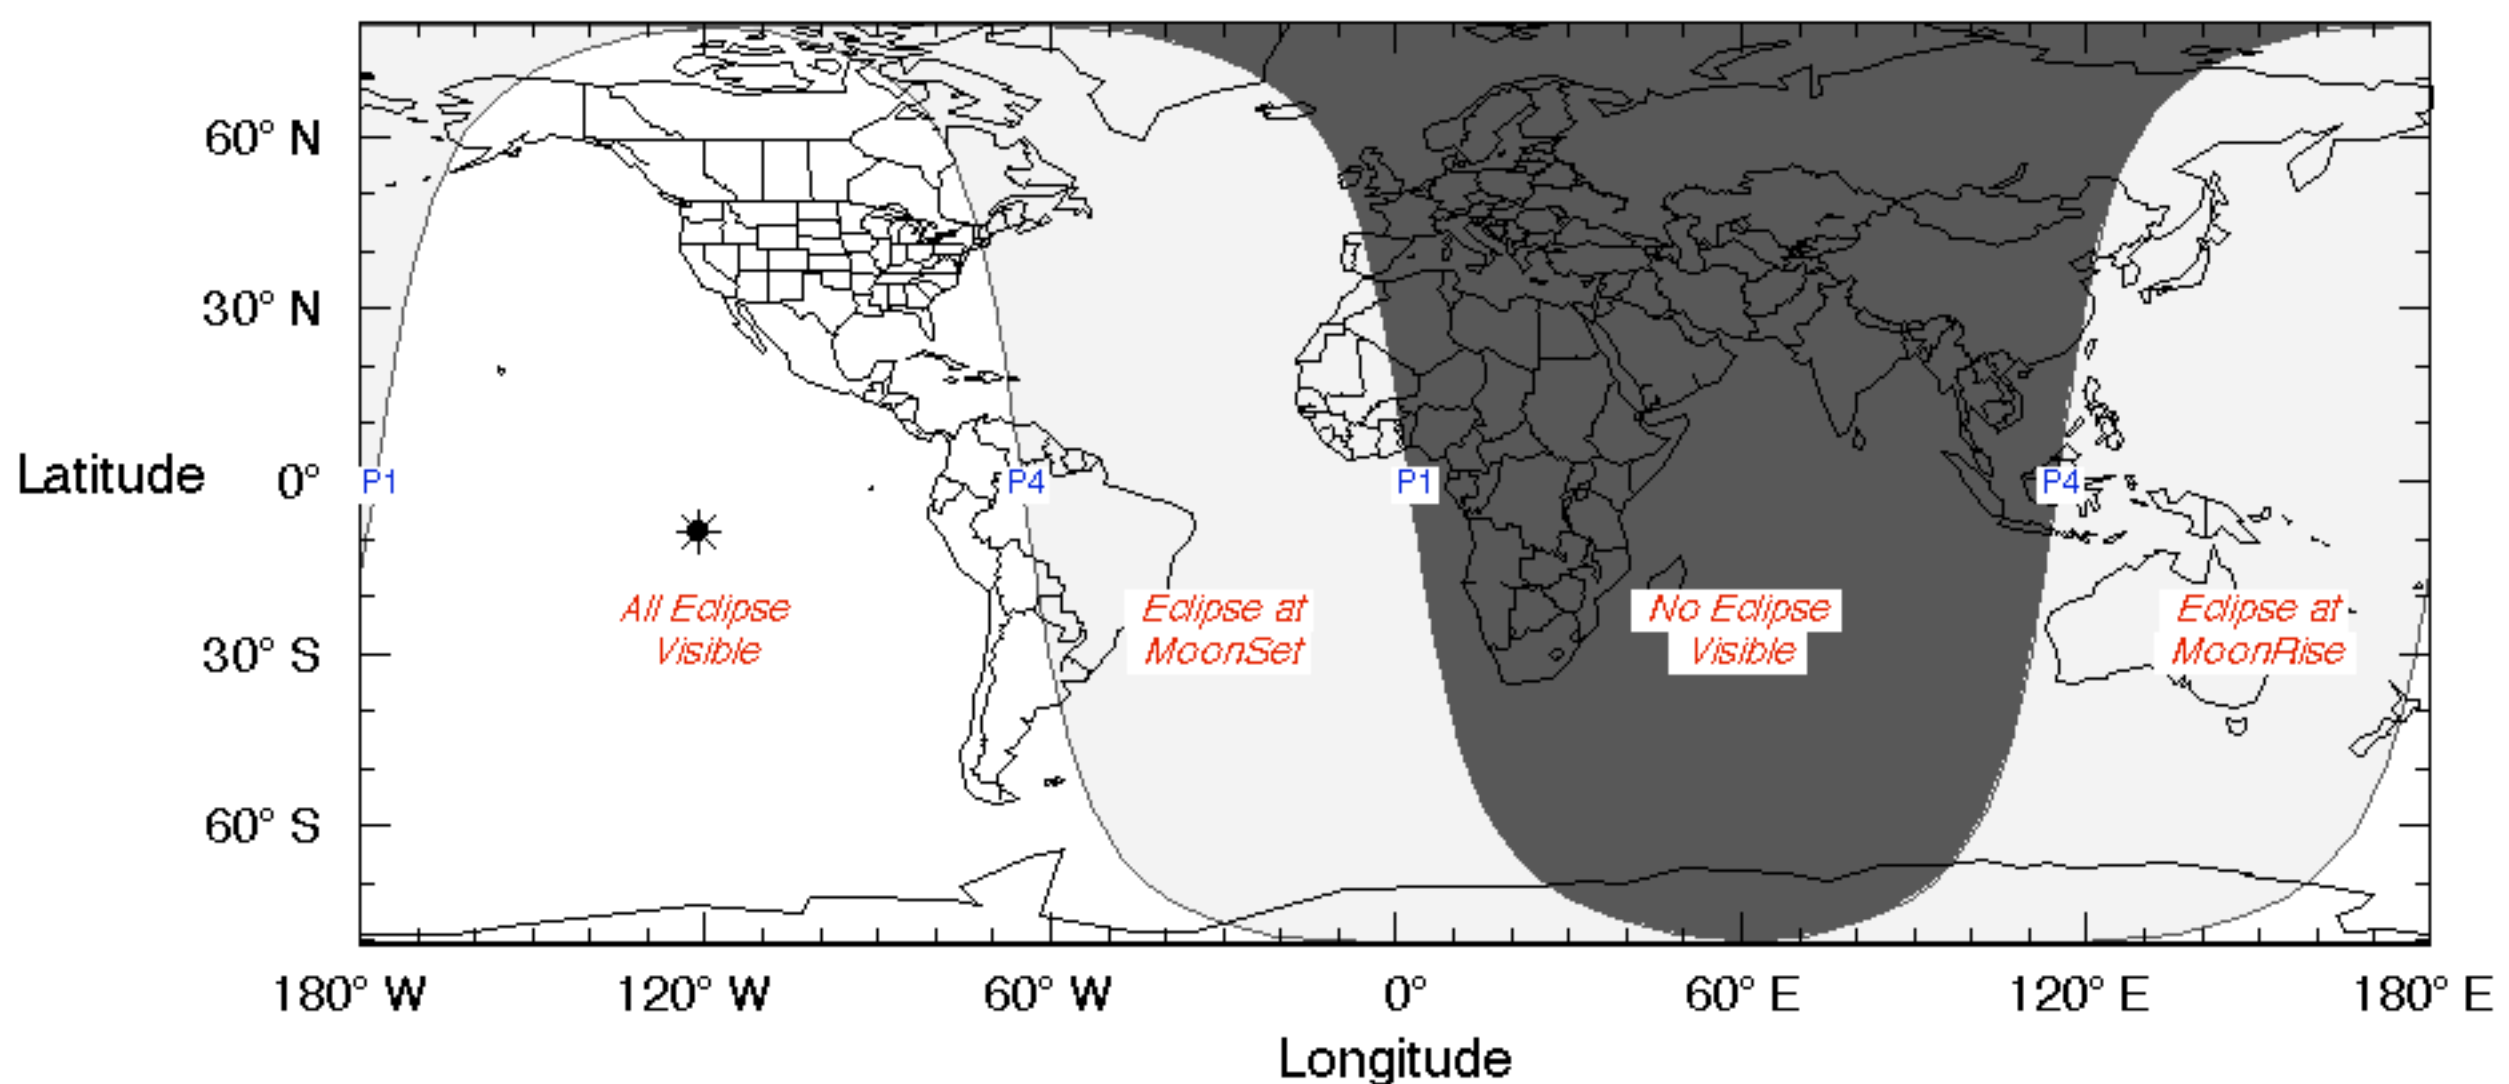 60° N
30° N
Latitude 0°
30° S
60° S
P1 P4 P1 P4
All Eclipse
Visible
Eclipse at
MoonSet
No Eclipse
Visible
Eclipse at
MoonRise
180° W 120° W 60° W 0° 60° E 120° E 180° E
Longitude